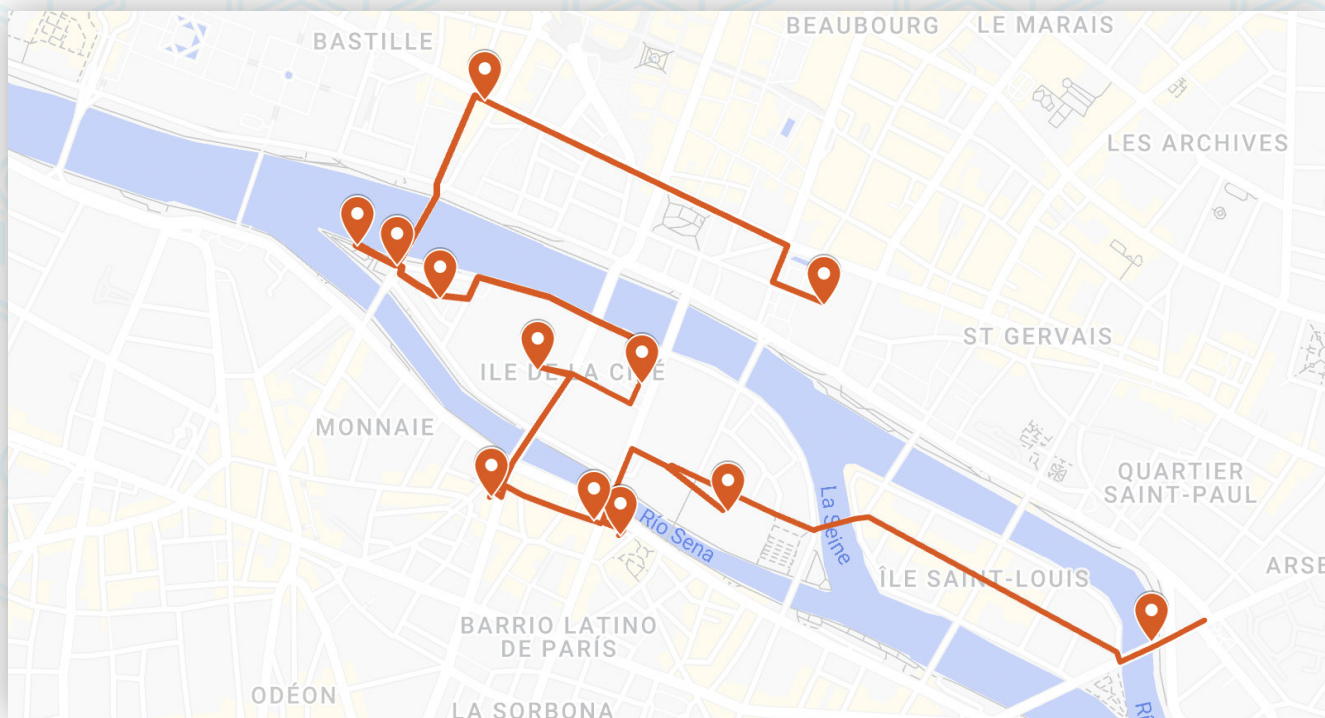 BEAUBOURG
LE MARAIS
BASTILLE
LES ARCHIVES
ST GERVAIS
ILE DE LA CITÉ
MONNAIE
QUARTIER
SAINT-PAUL
La Seine
Río Sena
ÎLE SAINT-LOUIS
ARSE
BARRIO LATINO
DE PARÍS
ODÉON
LA SORBONA